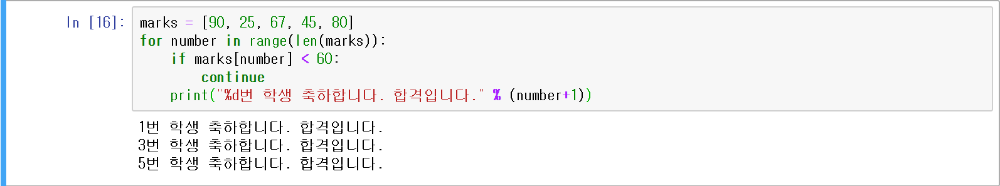 In [16]:
marks = [90, 25, 67, 45, 80]
for number in range(len(marks)):
    if marks[number] < 60:
        continue
    print("%d번 학생 축하합니다. 합격입니다." % (number+1))
1번 학생 축하합니다. 합격입니다.
3번 학생 축하합니다. 합격입니다.
5번 학생 축하합니다. 합격입니다.